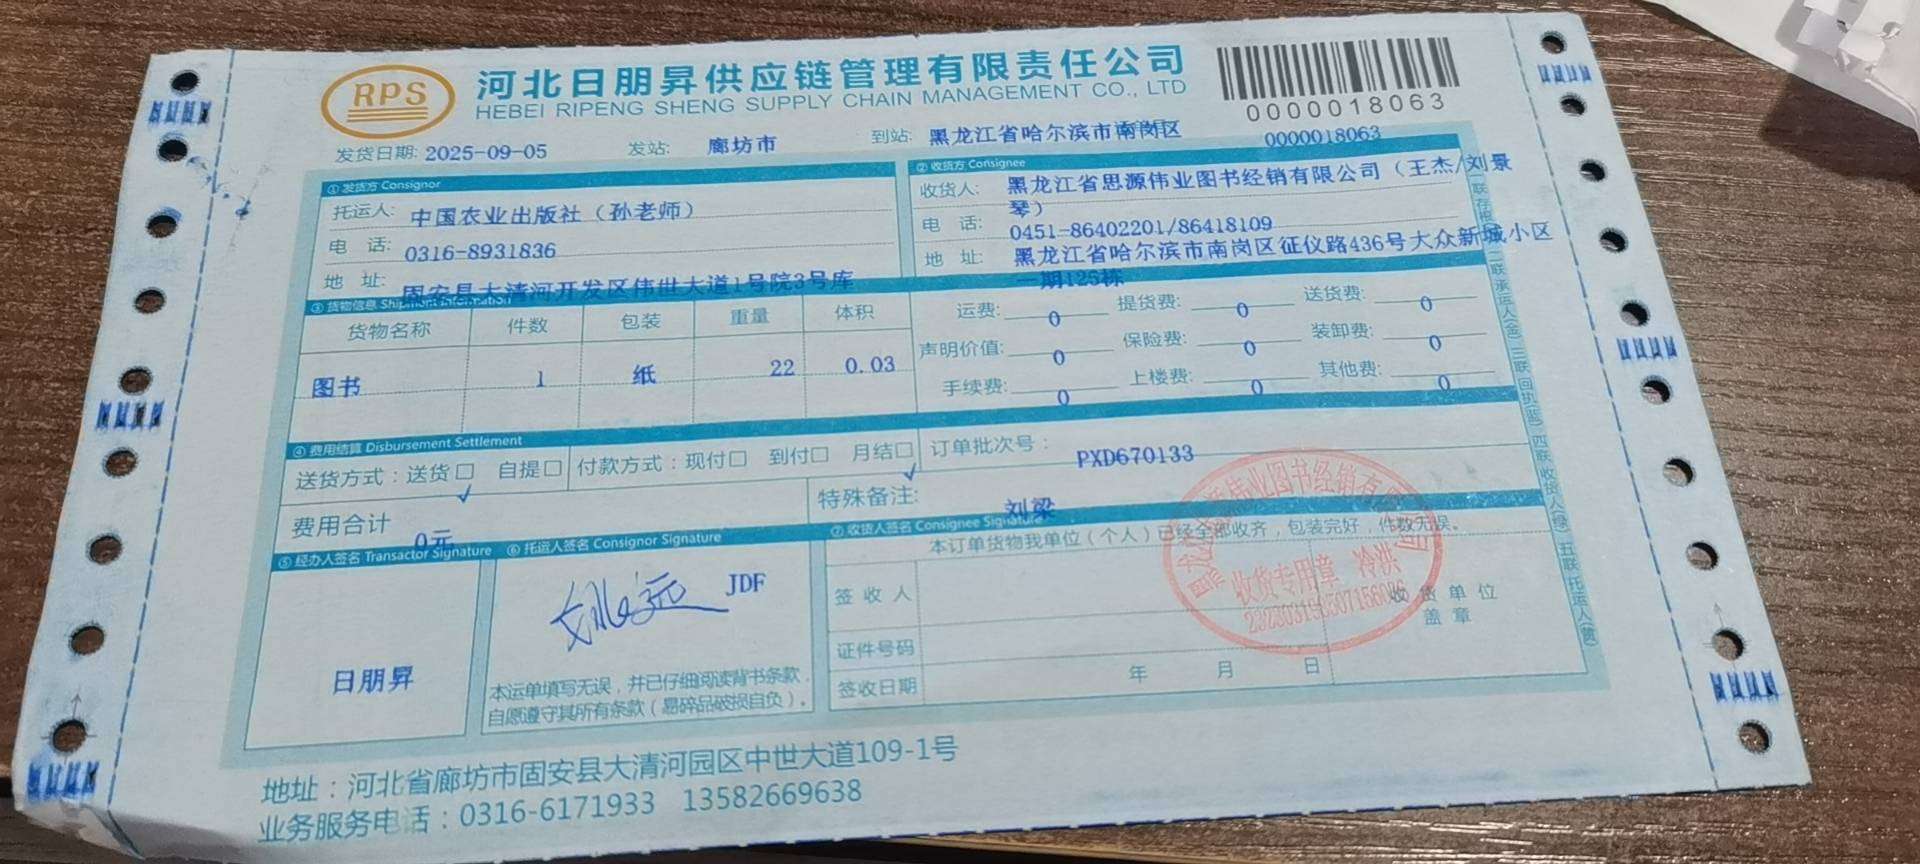 RPS
河北日朋昇供应链管理有限责任公司
HEBEI RIPENG SHENG SUPPLY CHAIN MANAGEMENT CO., LTD
0000018063
发货日期: 2025-09-05 发站: 廊坊市 到站: 黑龙江省哈尔滨市南岗区 0000018063
① 发货方 Consignor
托运人: 中国农业出版社（孙老师）
电 话: 0316-8931836
地 址: 固安县大清河开发区伟世大道1号院3号库
② 收货方 Consignee
收货人: 黑龙江省思源伟业图书经销有限公司（王杰/刘景
琴）
电 话: 0451-86402201/86418109
地 址: 黑龙江省哈尔滨市南岗区征仪路436号大众新城小区
一期125栋
③ 货物信息 Shipment Information
货物名称 件数 包装 重量 体积
图书 1 纸 22 0.03
运费: 0 提货费: 0 送货费: 0
声明价值: 0 保险费: 0 装卸费: 0
手续费: 0 上楼费: 0 其他费: 0
④ 费用结算 Disbursement Settlement
送货方式：送货□ ✓ 自提□ 付款方式：现付□ 到付□ 月结□ ✓ 订单批次号： PXD670133
费用合计 0元
特殊备注: 刘梁
⑤ 经办人签名 Transactor Signature
日朋昇
⑥ 托运人签名 Consignor Signature
JDF
本运单填写无误，并已仔细阅读背书条款，
自愿遵守其所有条款（易碎品破损自负）。
⑦ 收货人签名 Consignee Signature
本订单货物我单位（个人）已经全部收齐，包装完好，件数无误。
签 收 人
证件号码
签收日期 年 月 日
收 货 单 位
盖 章
伟业图书经销有
收货专用章 冷洪
一联存根 二联承运人(金) 三联 回执(蓝) 四联 收货人(绿) 五联 托运人(黄)
地址：河北省廊坊市固安县大清河园区中世大道109-1号
业务服务电话：0316-6171933 13582669638